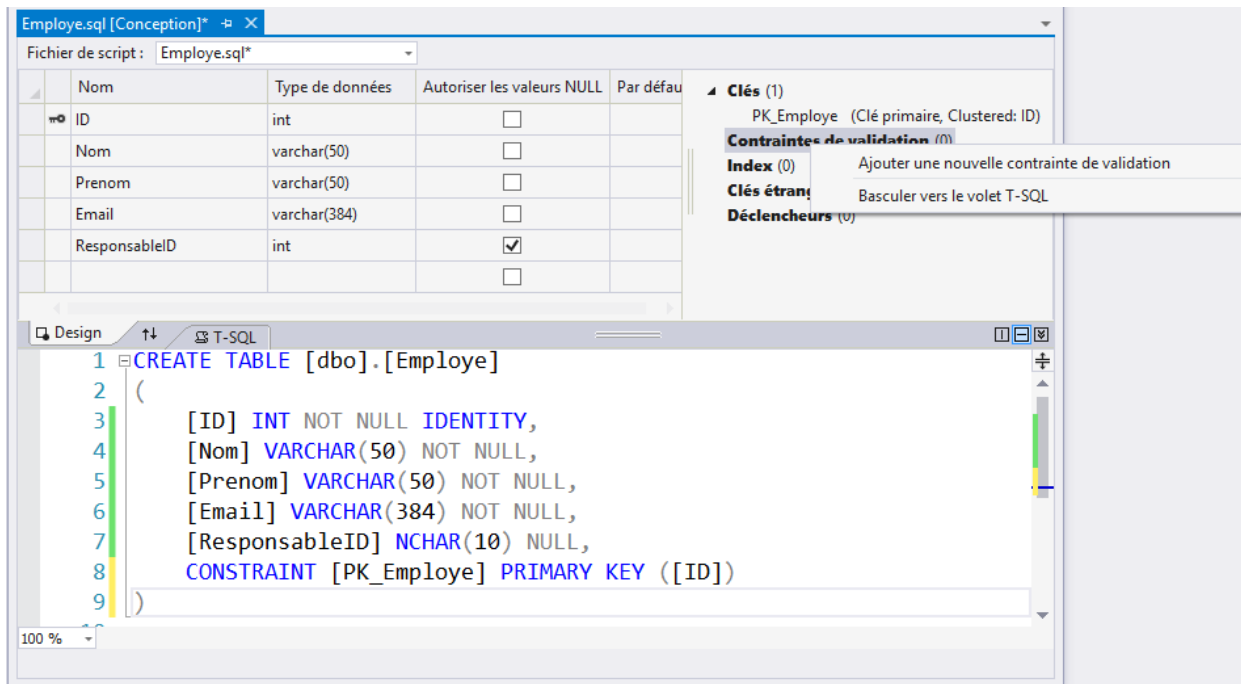 Employe.sql [Conception]*
Fichier de script : Employe.sql*
Nom Type de données Autoriser les valeurs NULL Par défau
ID int
Nom varchar(50)
Prenom varchar(50)
Email varchar(384)
ResponsableID int
Clés (1)
PK_Employe (Clé primaire, Clustered: ID)
Contraintes de validation (0)
Index (0)
Clés étran
Déclencheurs (0)
Ajouter une nouvelle contrainte de validation
Basculer vers le volet T-SQL
Design T-SQL
1 CREATE TABLE [dbo].[Employe]
2 (
3 [ID] INT NOT NULL IDENTITY,
4 [Nom] VARCHAR(50) NOT NULL,
5 [Prenom] VARCHAR(50) NOT NULL,
6 [Email] VARCHAR(384) NOT NULL,
7 [ResponsableID] NCHAR(10) NULL,
8 CONSTRAINT [PK_Employe] PRIMARY KEY ([ID])
9 )
100 %